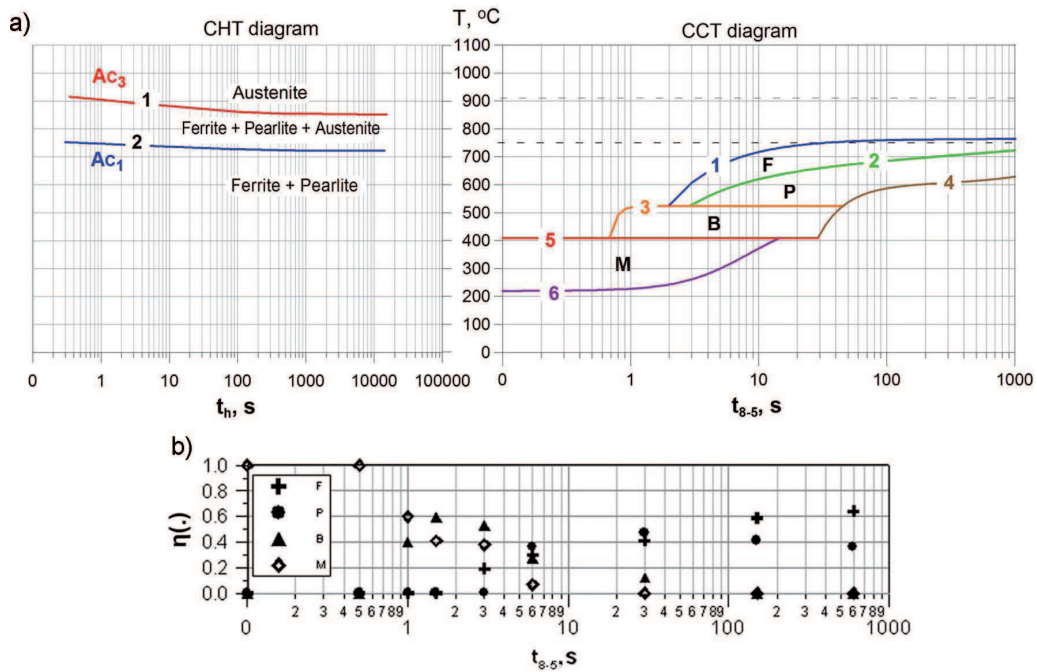 a)
CHT diagram
T, °C
CCT diagram
1100
1000
900
800
700
600
500
400
300
200
100
0
Ac3
1
Austenite
2
Ferrite + Pearlite + Austenite
Ac1
Ferrite + Pearlite
1
F
2
P
3
4
B
5
M
6
0 1 10 100 1000 10000 100000
th, s
0 1 10 100 1000
t8-5, s
b)
η(.)
1.0
0.8
0.6
0.4
0.2
0.0
F
P
B
M
2 3 4 5 6 7 8 9 2 3 4 5 6 7 8 9 2 3 4 5 6 7 8 9 2 3 4 5 6 7 8 9
0 1 10 100 1000
t8-5, s